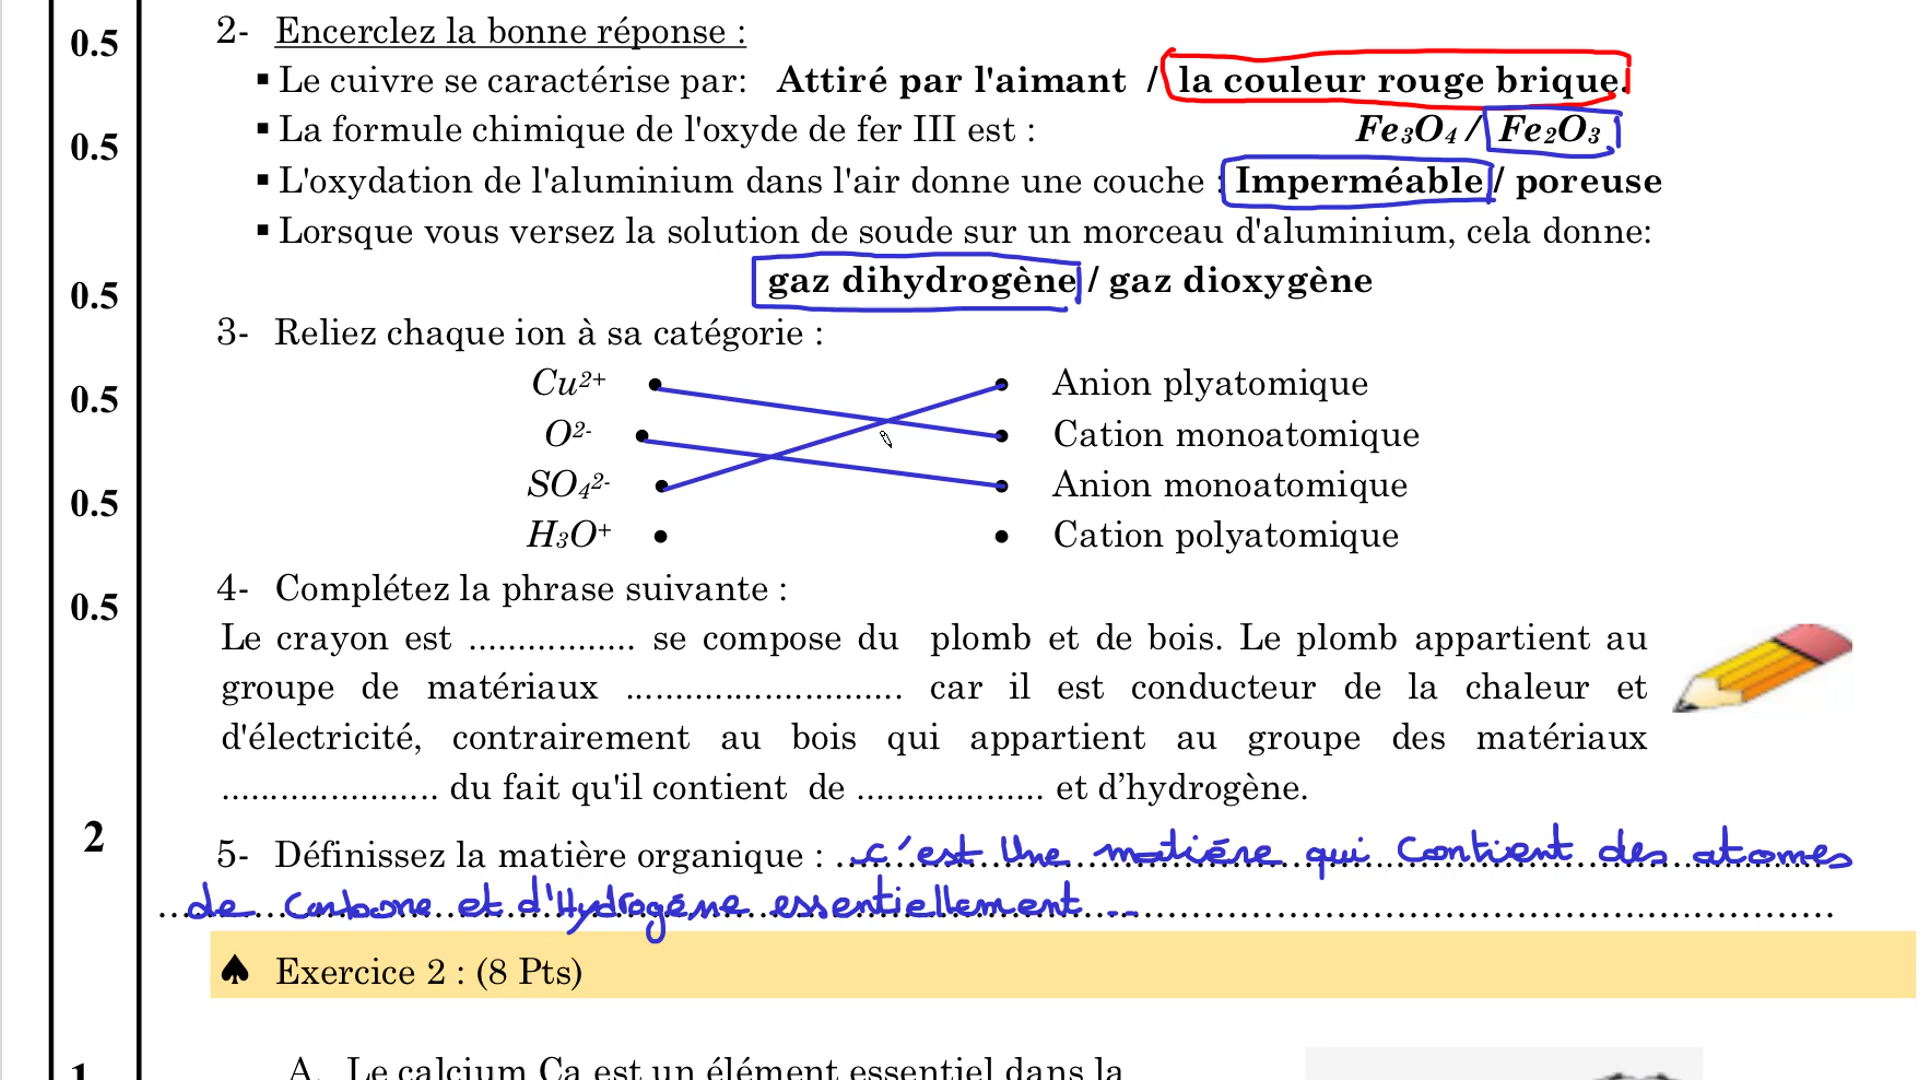 0.5
2- Encerclez la bonne réponse :
▪ Le cuivre se caractérise par: Attiré par l'aimant / la couleur rouge brique.
0.5
▪ La formule chimique de l'oxyde de fer III est : Fe₃O₄ / Fe₂O₃
▪ L'oxydation de l'aluminium dans l'air donne une couche : Imperméable / poreuse
▪ Lorsque vous versez la solution de soude sur un morceau d'aluminium, cela donne:
0.5
gaz dihydrogène / gaz dioxygène
3- Reliez chaque ion à sa catégorie :
0.5
Cu²⁺ • • Anion plyatomique
O²⁻ • • Cation monoatomique
0.5
SO₄²⁻ • • Anion monoatomique
H₃O⁺ • • Cation polyatomique
0.5
4- Complétez la phrase suivante :
Le crayon est ................. se compose du plomb et de bois. Le plomb appartient au
groupe de matériaux ............................ car il est conducteur de la chaleur et
d'électricité, contrairement au bois qui appartient au groupe des matériaux
...................... du fait qu'il contient de ................... et d’hydrogène.
2
5- Définissez la matière organique : c'est Une matiére qui Contient des atomes
de Carbone et d'Hydrogéne essentiellement ...
♠ Exercice 2 : (8 Pts)
1
A. Le calcium Ca est un élément essentiel dans la